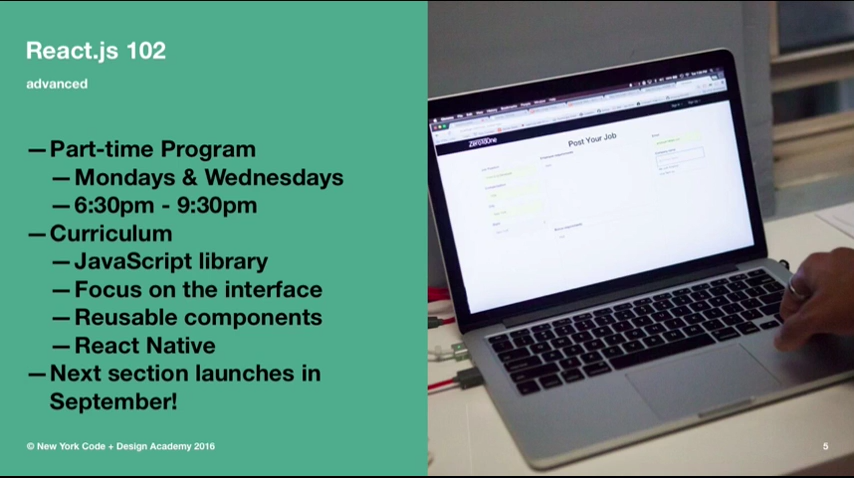 React.js 102
advanced
—Part-time Program
—Mondays & Wednesdays
—6:30pm - 9:30pm
—Curriculum
—JavaScript library
—Focus on the interface
—Reusable components
—React Native
—Next section launches in
September!
© New York Code + Design Academy 2016
5
Post Your Job